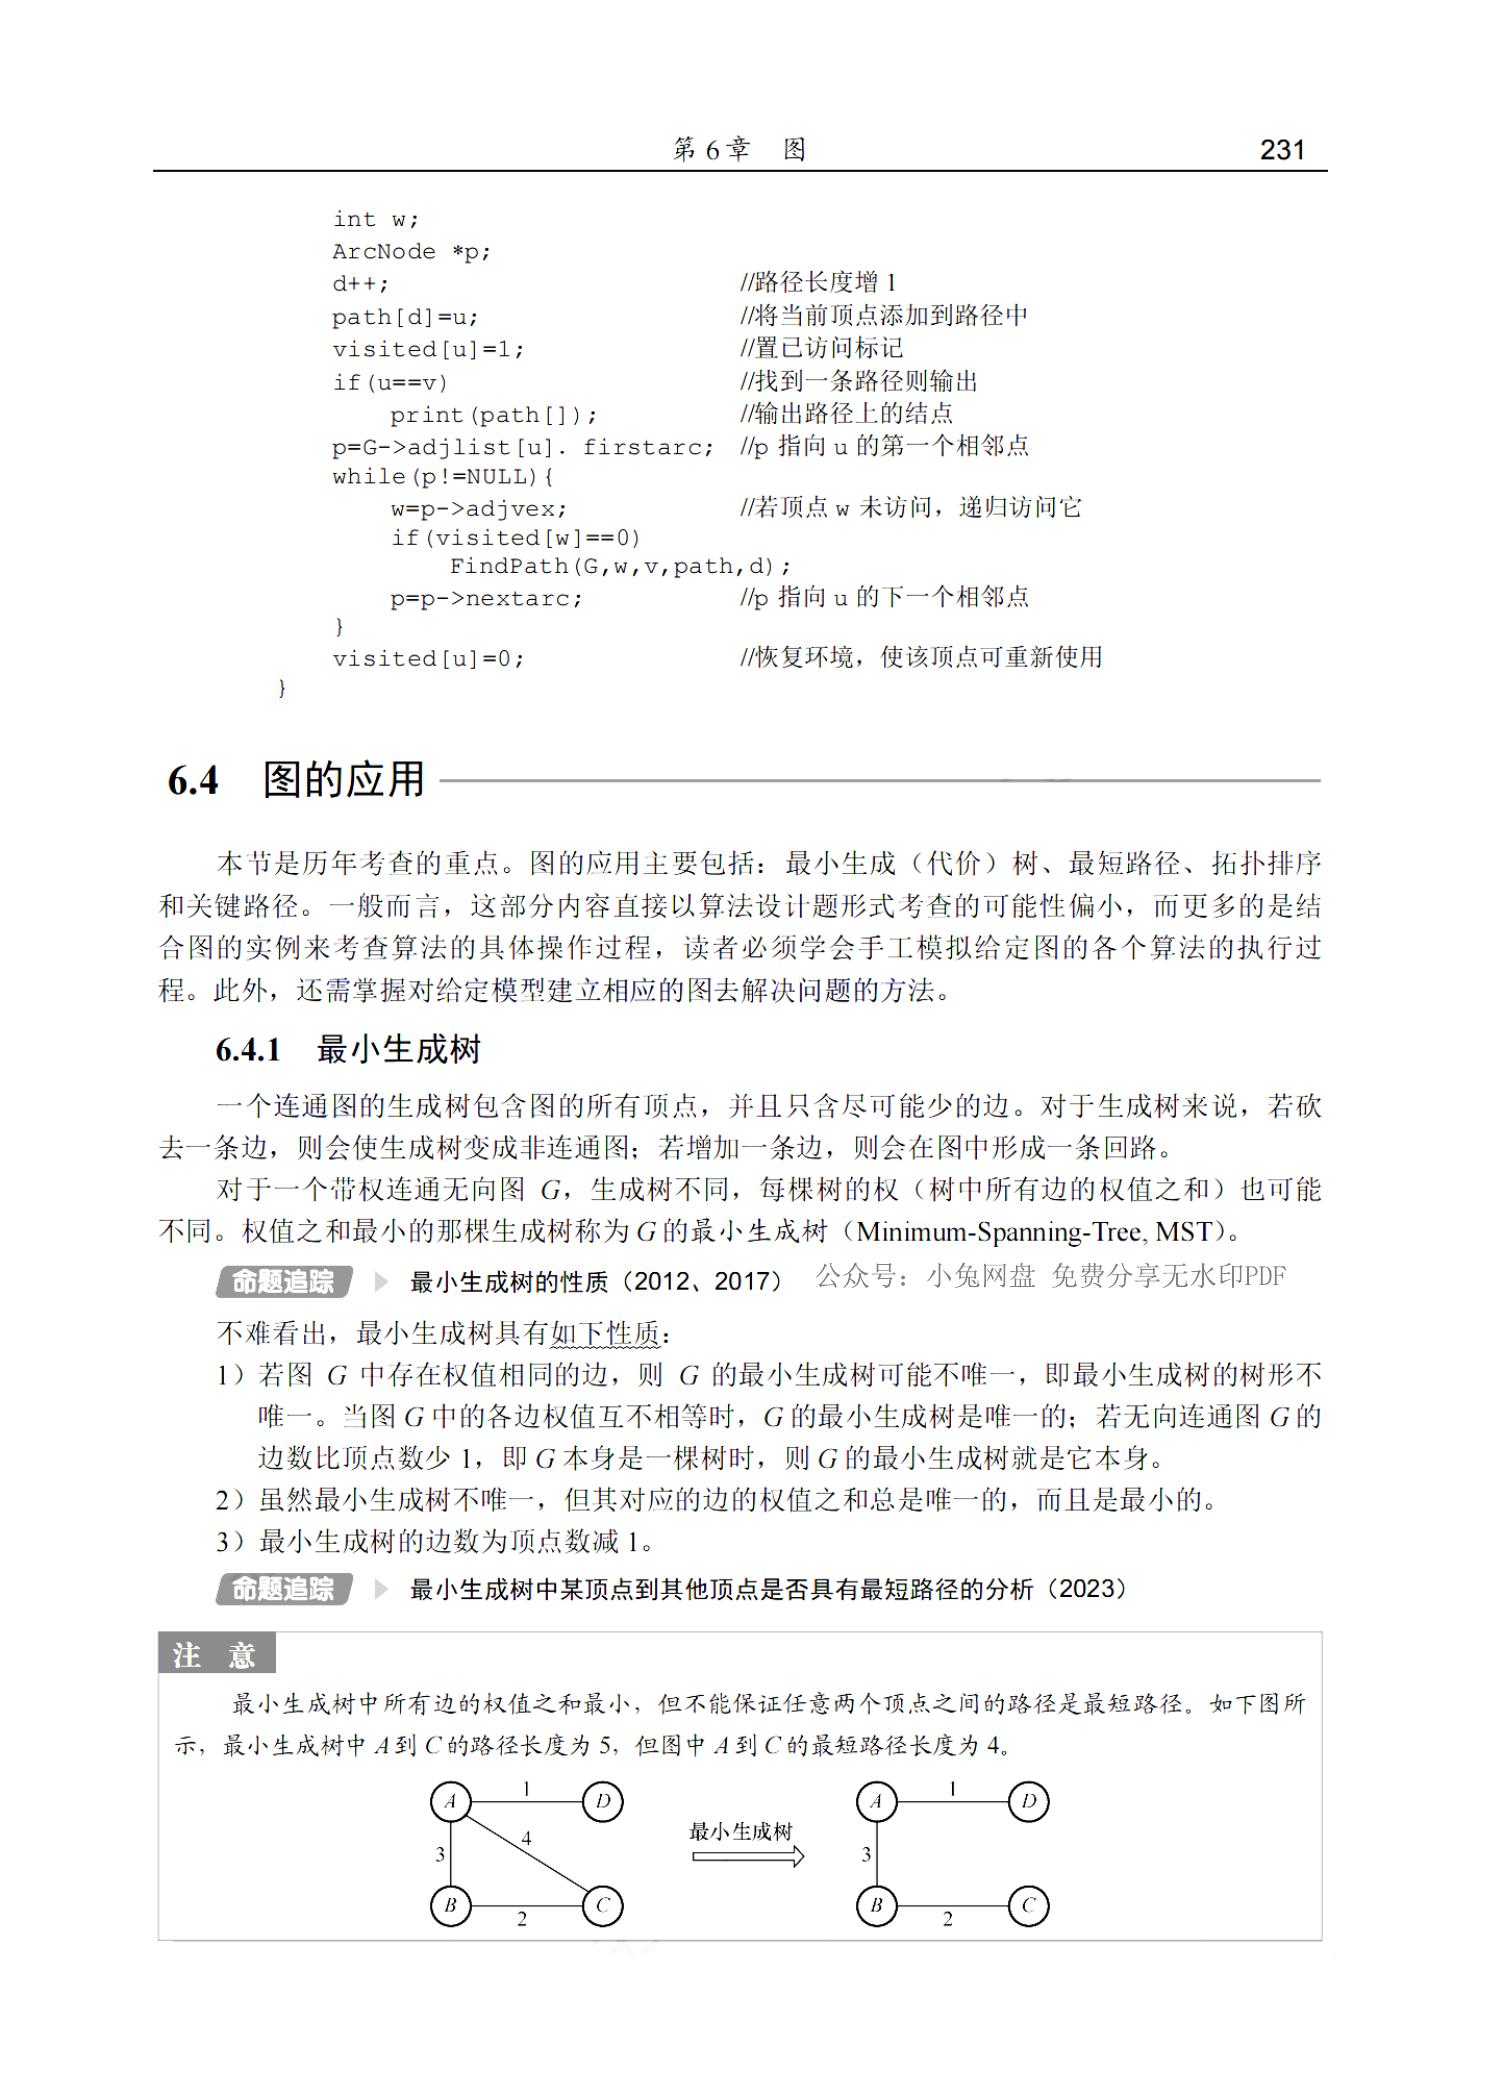 第 6 章 图 231
int w;
ArcNode *p;
d++; //路径长度增 1
path[d]=u; //将当前顶点添加到路径中
visited[u]=1; //置已访问标记
if(u==v) //找到一条路径则输出
print(path[]); //输出路径上的结点
p=G->adjlist[u]. firstarc; //p 指向 u 的第一个相邻点
while(p!=NULL){
w=p->adjvex; //若顶点 w 未访问，递归访问它
if(visited[w]==0)
FindPath(G,w,v,path,d);
p=p->nextarc; //p 指向 u 的下一个相邻点
}
visited[u]=0; //恢复环境，使该顶点可重新使用
}
6.4 图的应用
本节是历年考查的重点。图的应用主要包括：最小生成（代价）树、最短路径、拓扑排序
和关键路径。一般而言，这部分内容直接以算法设计题形式考查的可能性偏小，而更多的是结
合图的实例来考查算法的具体操作过程，读者必须学会手工模拟给定图的各个算法的执行过
程。此外，还需掌握对给定模型建立相应的图去解决问题的方法。
6.4.1 最小生成树
一个连通图的生成树包含图的所有顶点，并且只含尽可能少的边。对于生成树来说，若砍
去一条边，则会使生成树变成非连通图；若增加一条边，则会在图中形成一条回路。
对于一个带权连通无向图 G，生成树不同，每棵树的权（树中所有边的权值之和）也可能
不同。权值之和最小的那棵生成树称为 G 的最小生成树（Minimum-Spanning-Tree, MST）。
命题追踪 最小生成树的性质（2012、2017） 公众号：小兔网盘 免费分享无水印PDF
不难看出，最小生成树具有如下性质：
1）若图 G 中存在权值相同的边，则 G 的最小生成树可能不唯一，即最小生成树的树形不
唯一。当图 G 中的各边权值互不相等时，G 的最小生成树是唯一的；若无向连通图 G 的
边数比顶点数少 1，即 G 本身是一棵树时，则 G 的最小生成树就是它本身。
2）虽然最小生成树不唯一，但其对应的边的权值之和总是唯一的，而且是最小的。
3）最小生成树的边数为顶点数减 1。
命题追踪 最小生成树中某顶点到其他顶点是否具有最短路径的分析（2023）
注 意
最小生成树中所有边的权值之和最小，但不能保证任意两个顶点之间的路径是最短路径。如下图所
示，最小生成树中 A 到 C 的路径长度为 5，但图中 A 到 C 的最短路径长度为 4。
A 1 D A 1 D
4 最小生成树
3 3
B 2 C B 2 C